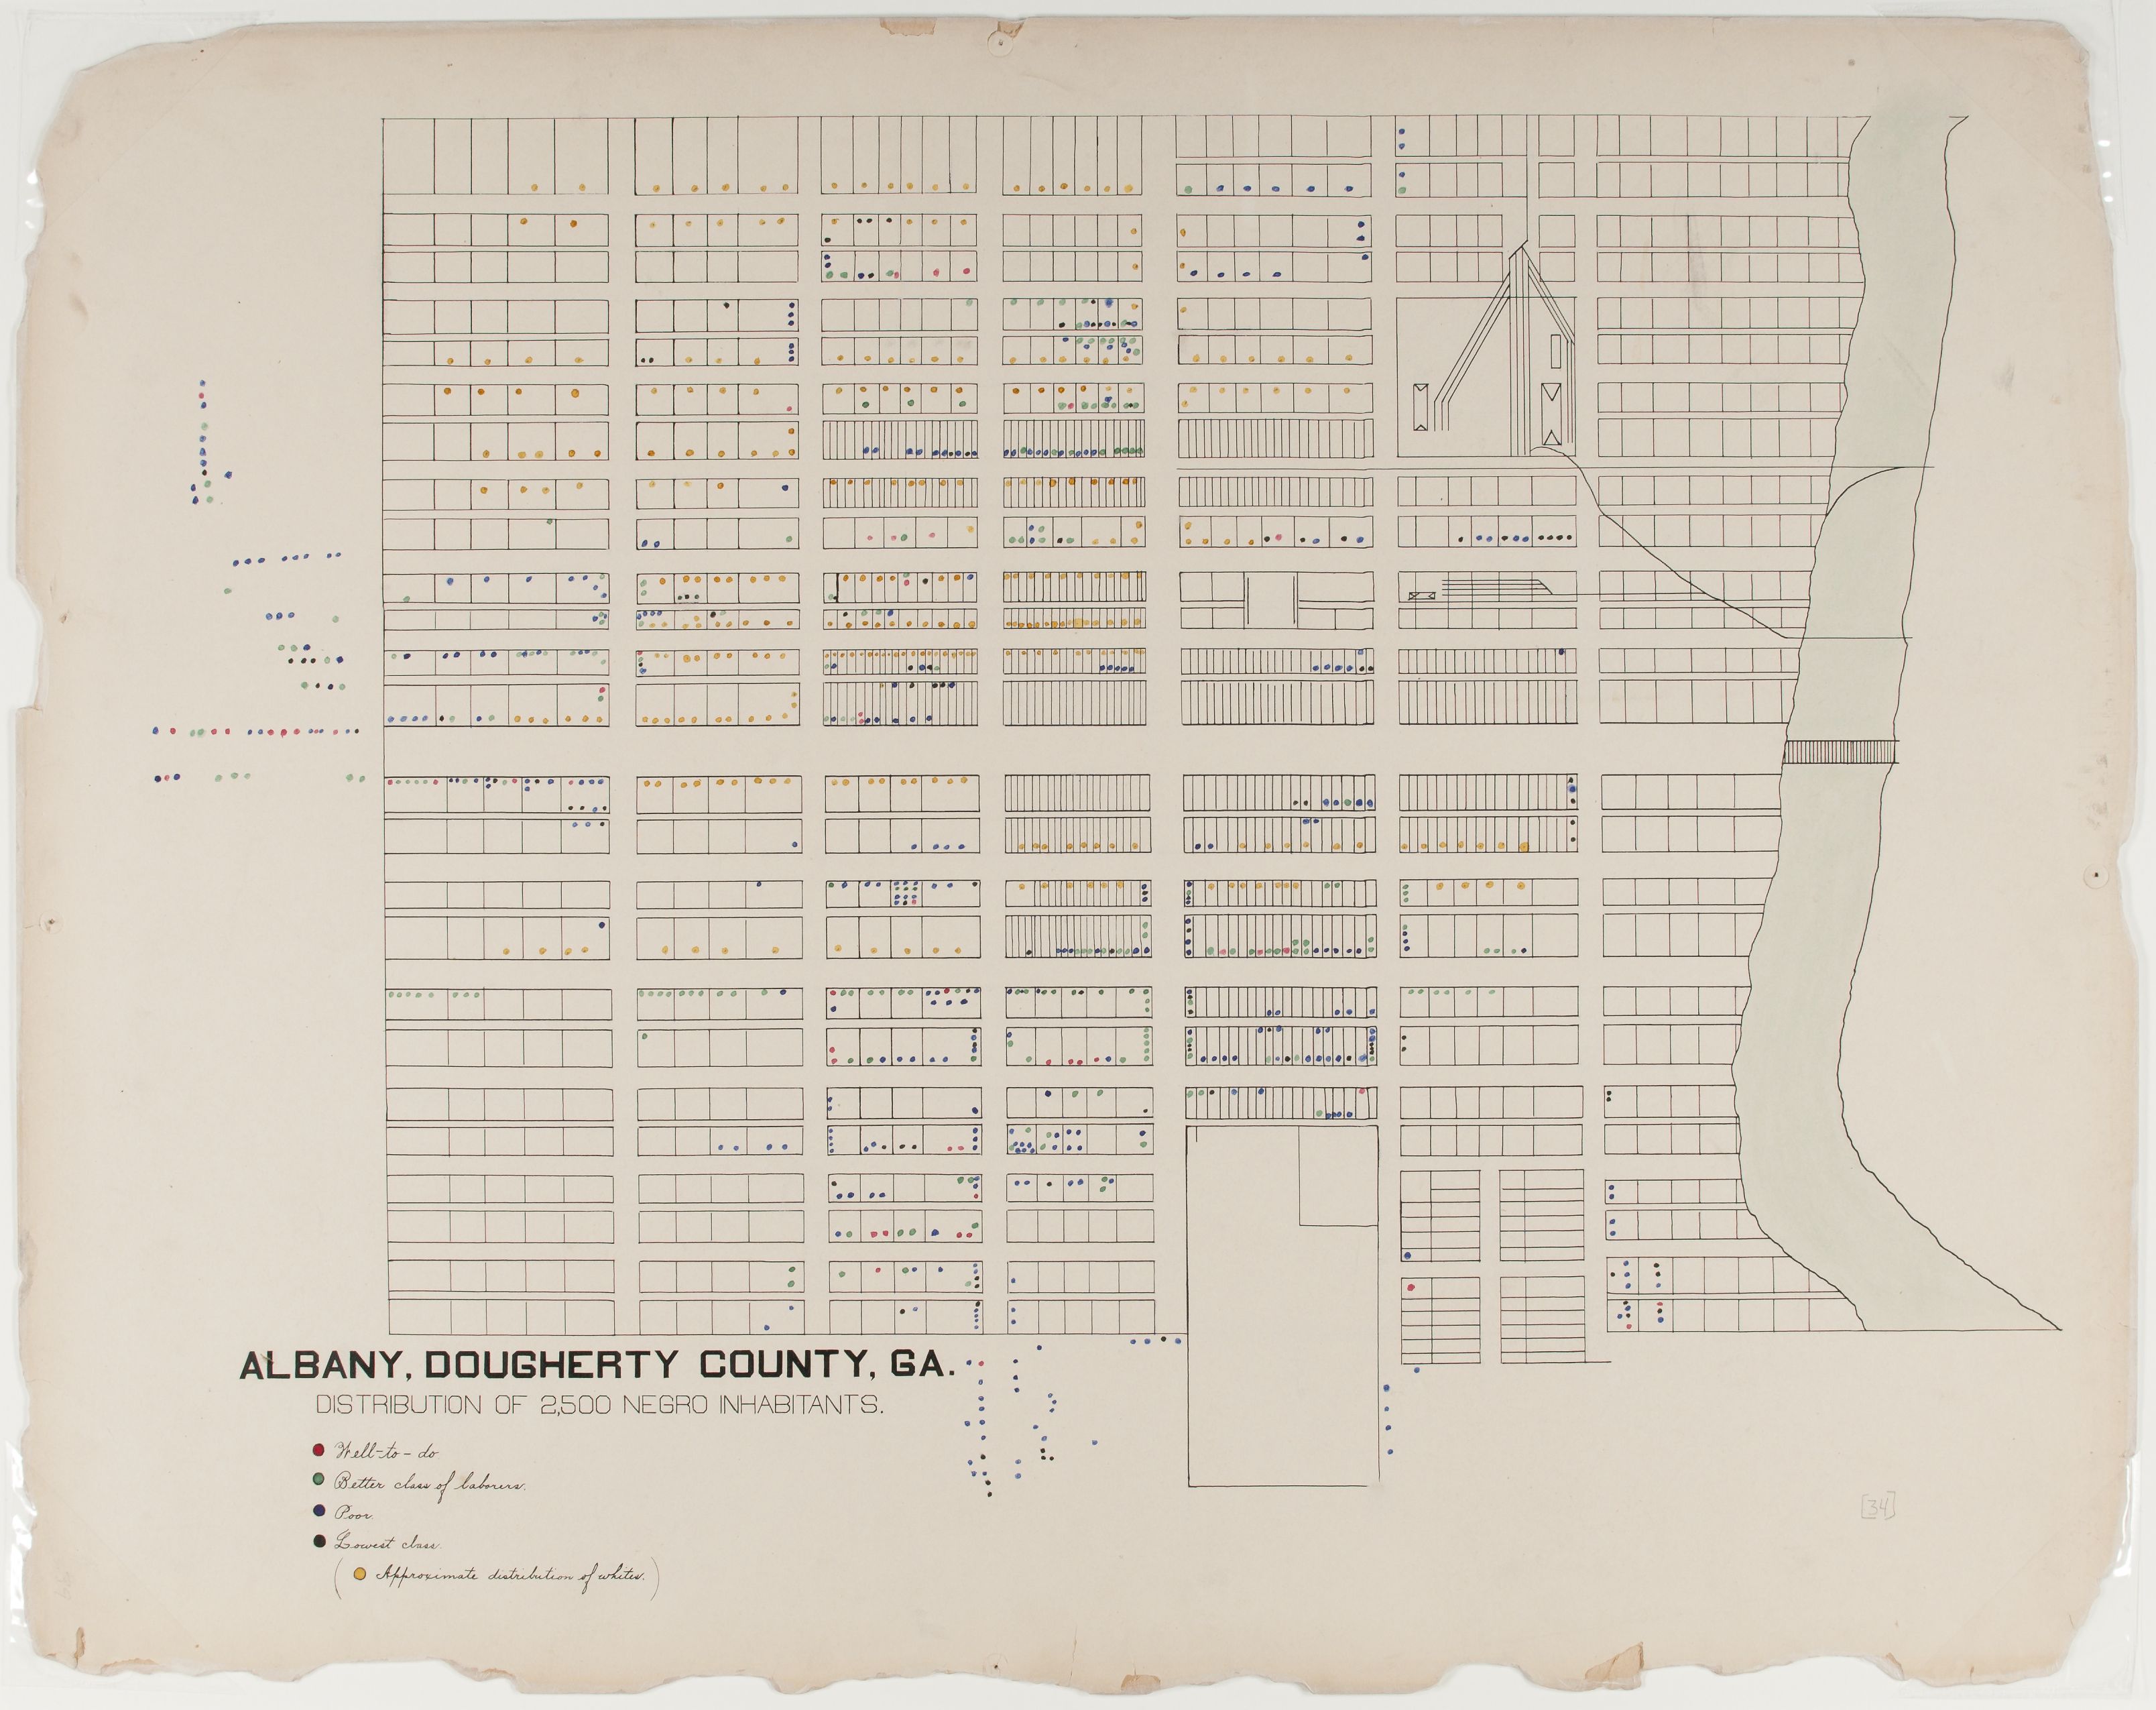 ALBANY, DOUGHERTY COUNTY, GA.
DISTRIBUTION OF 2,500 NEGRO INHABITANTS.
Well-to-do
Better class of laborers.
Poor.
Lowest class.
(Approximate distribution of whites.)
[34]